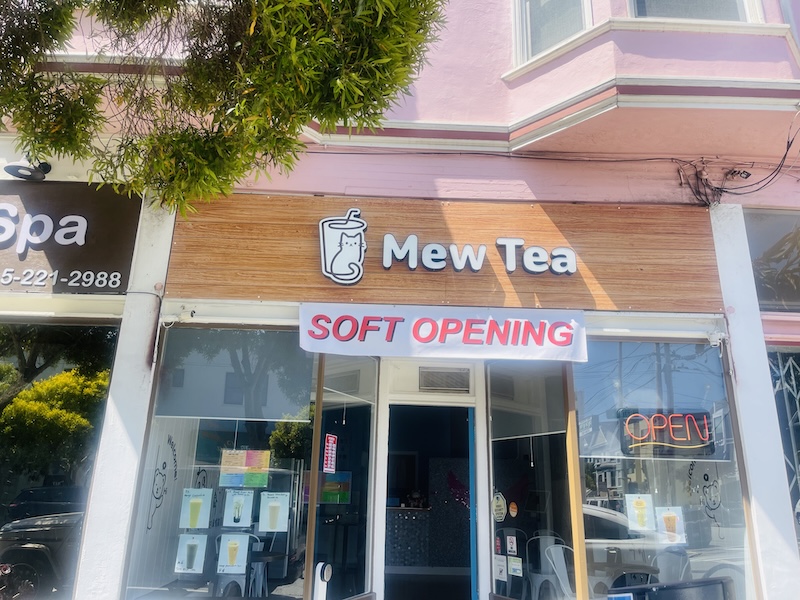 Spa
5-221-2988
Mew Tea
SOFT OPENING
OPEN